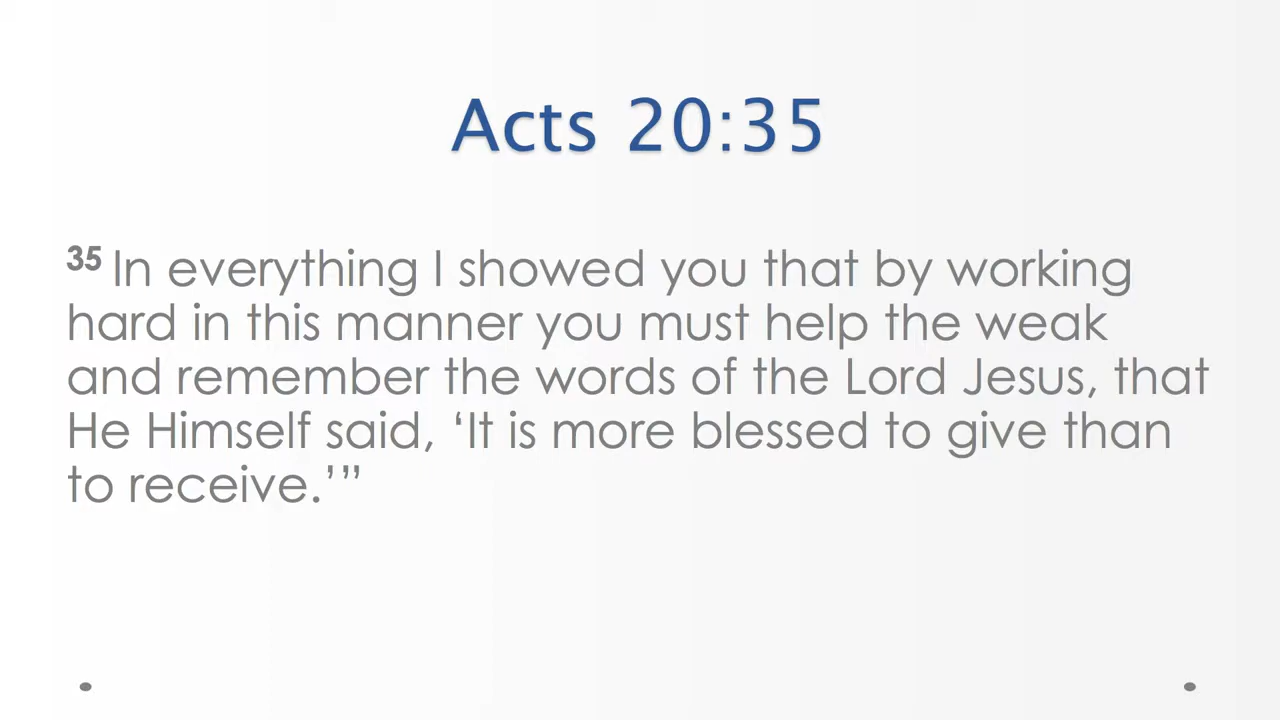 Acts 20:35
35 In everything I showed you that by working
hard in this manner you must help the weak
and remember the words of the Lord Jesus, that
He Himself said, ‘It is more blessed to give than
to receive.’”